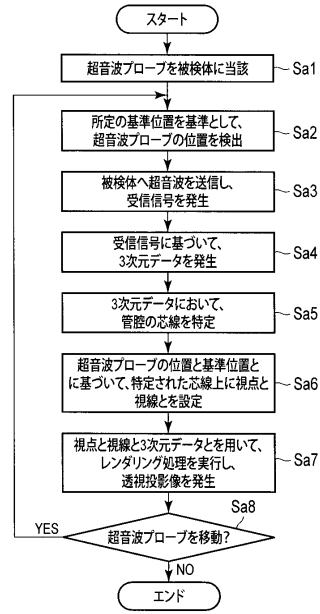 スタート
超音波プローブを被検体に当該
Sa1
所定の基準位置を基準として、
超音波プローブの位置を検出
Sa2
被検体へ超音波を送信し、
受信信号を発生
Sa3
受信信号に基づいて、
3次元データを発生
Sa4
3次元データにおいて、
管腔の芯線を特定
Sa5
超音波プローブの位置と基準位置と
に基づいて、特定された芯線上に視点と
視線とを設定
Sa6
視点と視線と3次元データとを用いて、
レンダリング処理を実行し、
透視投影像を発生
Sa7
Sa8
超音波プローブを移動?
YES
NO
エンド